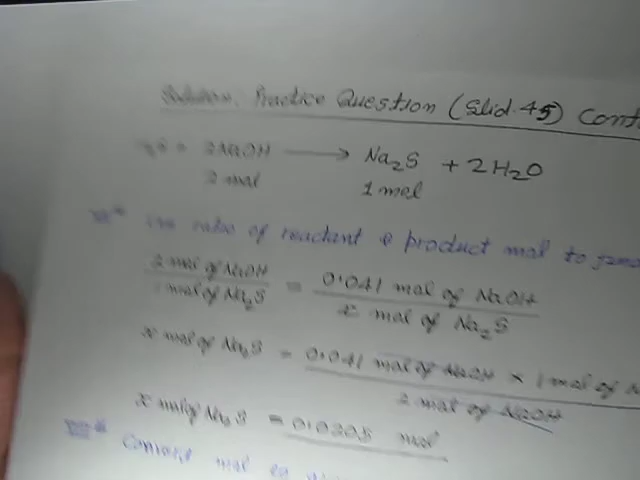 Solution: Practice Question (Slid. 45) Cont
2NaOH ⟶ Na₂S + 2H₂O
2 mol 1 mol
ratio of reactant & product mol to
2 mol of NaOH / 1 mol of Na₂S = 0.041 mol of NaOH / x mol of Na₂S
x mol of Na₂S = 0.041 mol of NaOH × 1 mol of / 2 mol of NaOH
x mol of Na₂S = 0.0205 mol
Convert mol